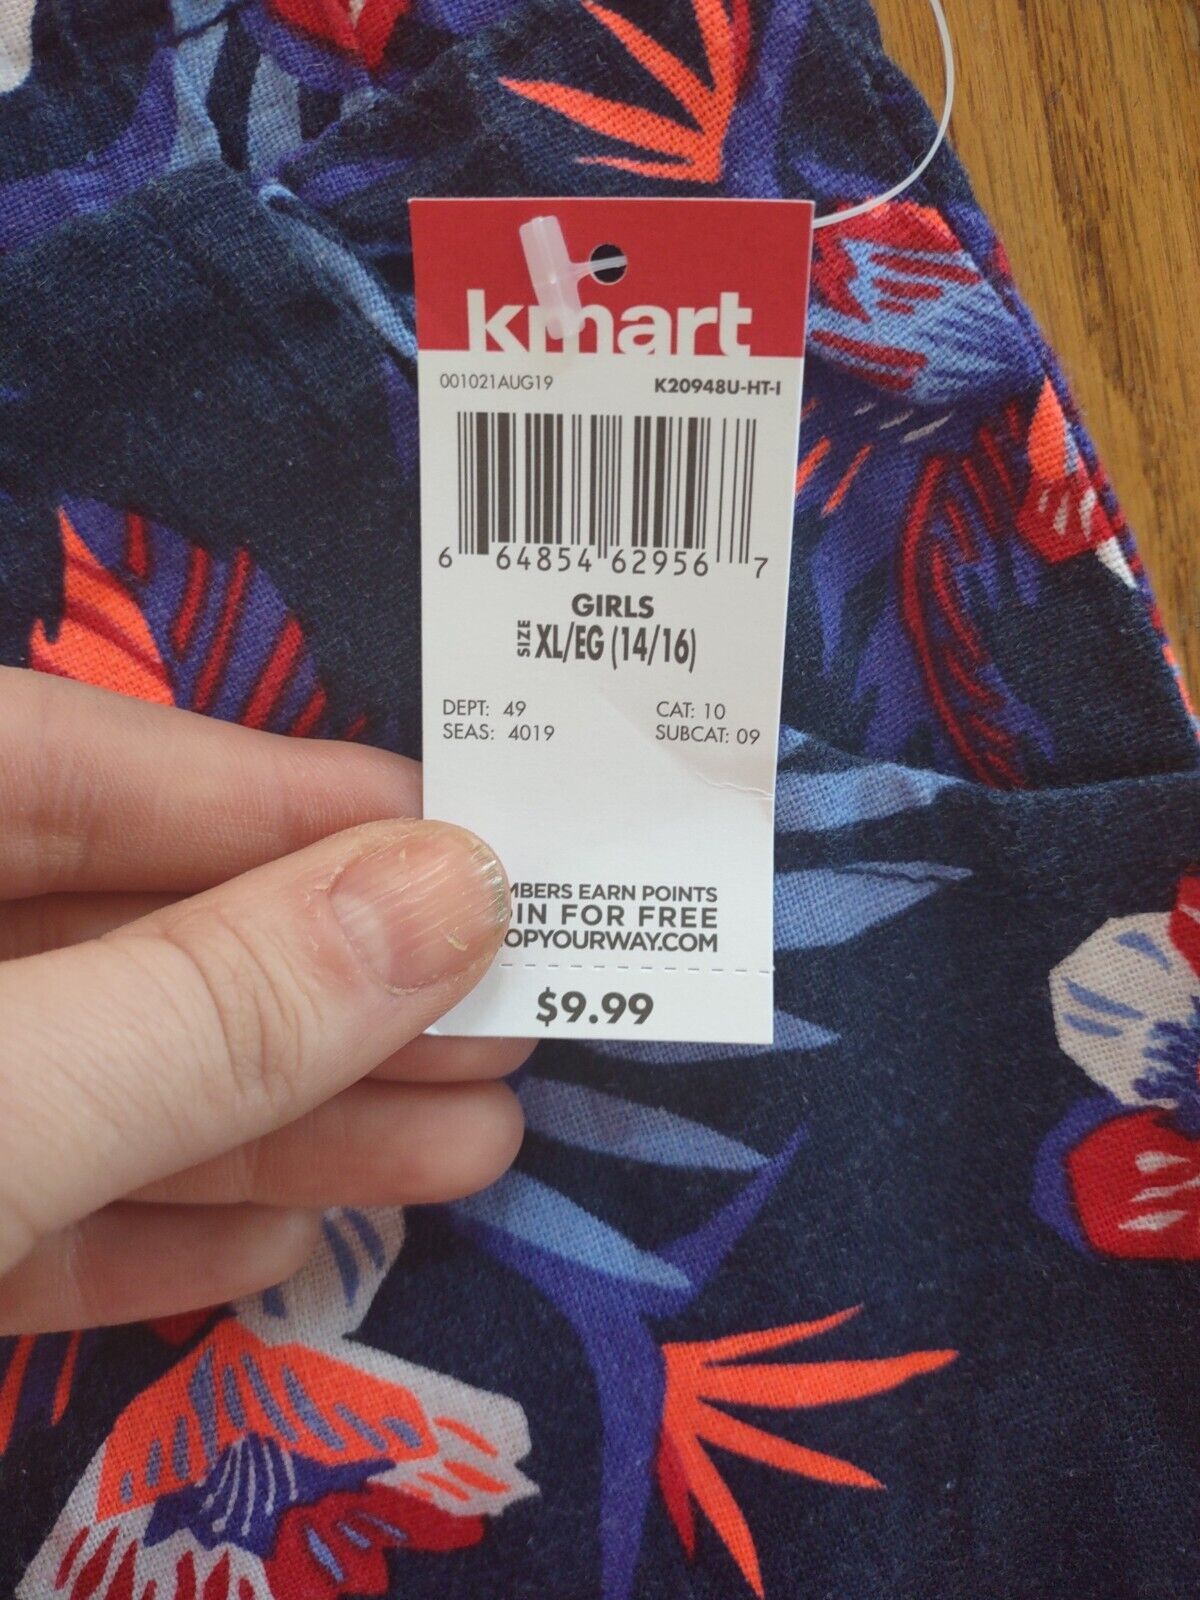 kmart
001021AUG19 K20948U-HT-I
6 64854 62956 7
GIRLS
SIZE XL/EG (14/16)
DEPT: 49 CAT: 10
SEAS: 4019 SUBCAT: 09
EARN POINTS
FOR FREE
$9.99